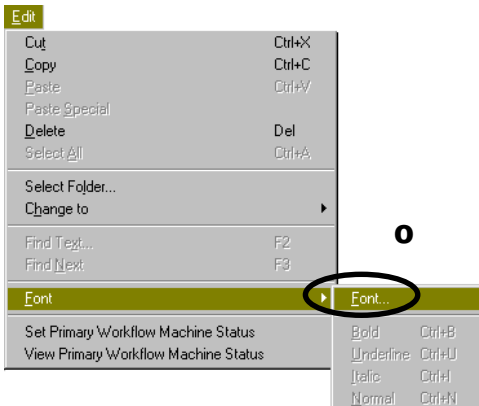 Edit
Cut Ctrl+X
Copy Ctrl+C
Paste Ctrl+V
Paste Special
Delete Del
Select All Ctrl+A
Select Folder...
Change to
Find Text... F2
Find Next F3
o
Font Font...
Set Primary Workflow Machine Status Bold Ctrl+B
View Primary Workflow Machine Status Underline Ctrl+U
Italic Ctrl+I
Normal Ctrl+N